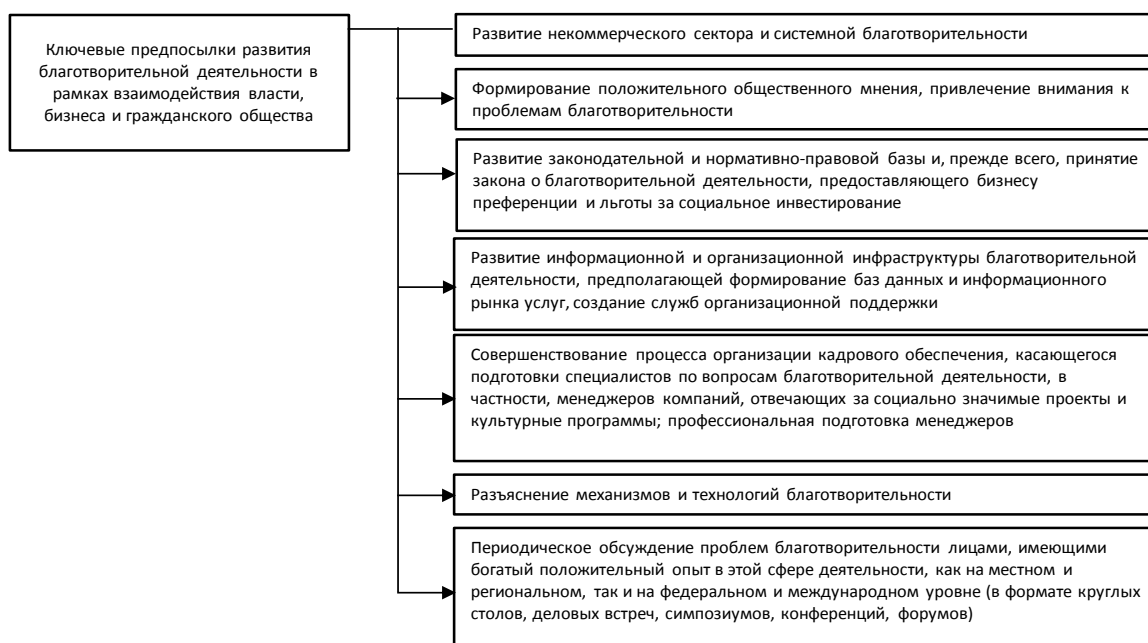 Ключевые предпосылки развития
благотворительной деятельности в
рамках взаимодействия власти,
бизнеса и гражданского общества
Развитие некоммерческого сектора и системной благотворительности
Формирование положительного общественного мнения, привлечение внимания к
проблемам благотворительности
Развитие законодательной и нормативно-правовой базы и, прежде всего, принятие
закона о благотворительной деятельности, предоставляющего бизнесу
преференции и льготы за социальное инвестирование
Развитие информационной и организационной инфраструктуры благотворительной
деятельности, предполагающей формирование баз данных и информационного
рынка услуг, создание служб организационной поддержки
Совершенствование процесса организации кадрового обеспечения, касающегося
подготовки специалистов по вопросам благотворительной деятельности, в
частности, менеджеров компаний, отвечающих за социально значимые проекты и
культурные программы; профессиональная подготовка менеджеров
Разъяснение механизмов и технологий благотворительности
Периодическое обсуждение проблем благотворительности лицами, имеющими
богатый положительный опыт в этой сфере деятельности, как на местном и
региональном, так и на федеральном и международном уровне (в формате круглых
столов, деловых встреч, симпозиумов, конференций, форумов)